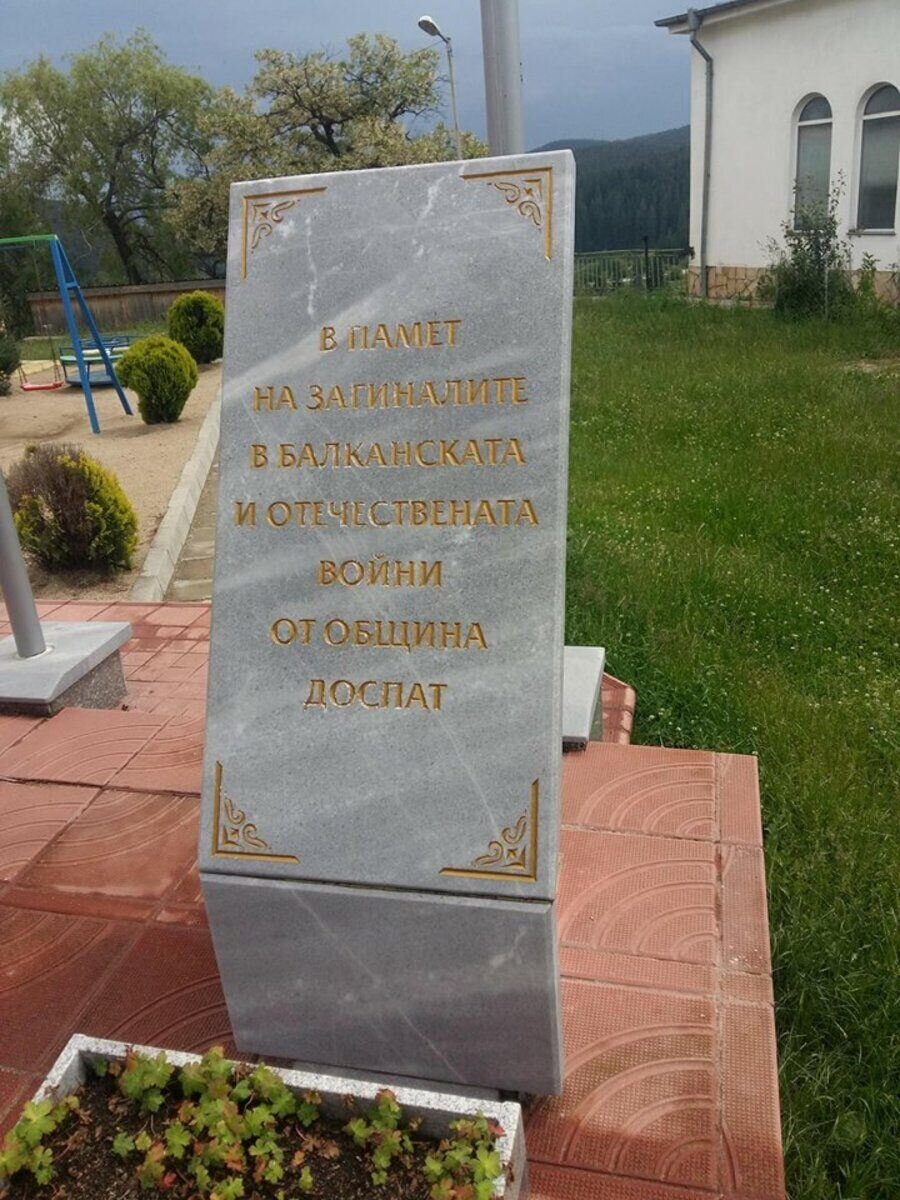 В ПАМЕТ
НА ЗАГИНАЛИТЕ
В БАЛКАНСКАТА
И ОТЕЧЕСТВЕНАТА
ВОЙНИ
ОТ ОБЩИНА
ДОСПАТ